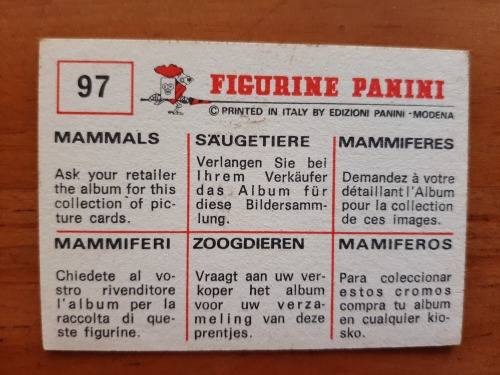 97
FIGURINE PANINI
© PRINTED IN ITALY BY EDIZIONI PANINI - MODENA
MAMMALS
Ask your retailer
the album for this
collection of pic-
ture cards.
SÄUGETIERE
Verlangen Sie bei
Ihrem Verkäufer
das Album für
diese Bildersamm-
lung.
MAMMIFERES
Demandez à votre
détaillant l'Album
pour la collection
de ces images.
MAMMIFERI
Chiedete al vo-
stro rivenditore
l'album per la
raccolta di que-
ste figurine.
ZOOGDIEREN
Vraagt aan uw ver-
koper het album
voor uw verza-
meling van deze
prentjes.
MAMIFEROS
Para coleccionar
estos cromos
compra tu album
en cualquier kio-
sko.